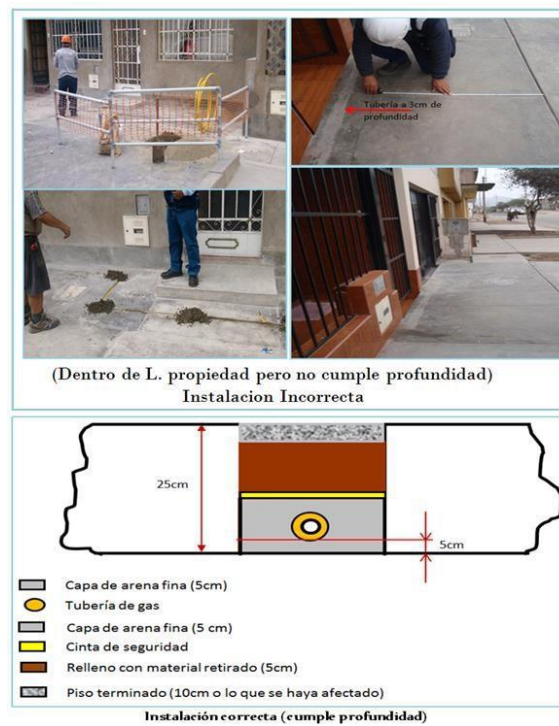 Tubería a 3cm de
profundidad
(Dentro de L. propiedad pero no cumple profundidad)
Instalacion Incorrecta
25cm
5cm
Capa de arena fina (5cm)
Tubería de gas
Capa de arena fina (5 cm)
Cinta de seguridad
Relleno con material retirado (5cm)
Piso terminado (10cm o lo que se haya afectado)
Instalación correcta (cumple profundidad)